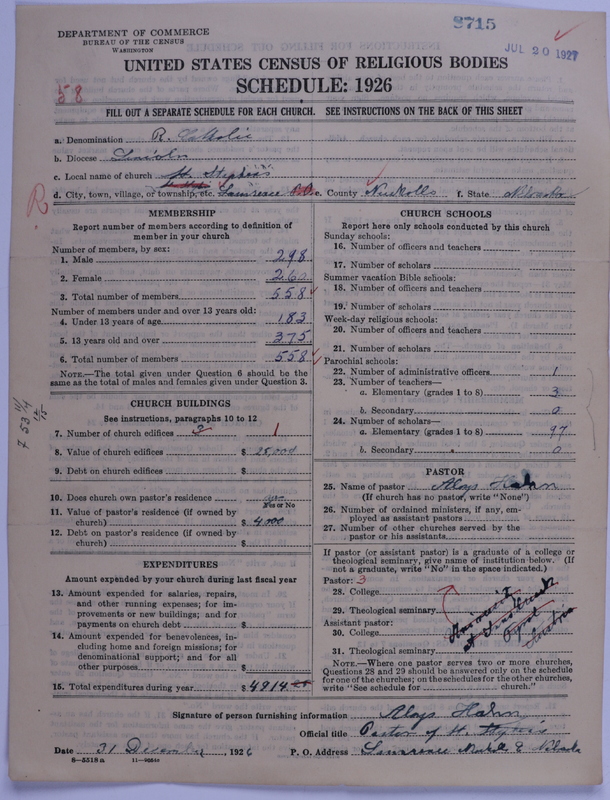 DEPARTMENT OF COMMERCE
BUREAU OF THE CENSUS
WASHINGTON
3715
JUL 20 1927
UNITED STATES CENSUS OF RELIGIOUS BODIES
SCHEDULE: 1926
58
FILL OUT A SEPARATE SCHEDULE FOR EACH CHURCH. SEE INSTRUCTIONS ON THE BACK OF THIS SHEET
a. Denomination R. Catholic
b. Diocese Lincoln
c. Local name of church St. Stephens
R
d. City, town, village, or township, etc. Lawrence P.O. e. County Nuckolls f. State Nebraska
MEMBERSHIP
Report number of members according to definition of
member in your church
Number of members, by sex:
1. Male 298
2. Female 260
3. Total number of members 558
Number of members under and over 13 years old:
4. Under 13 years of age 183
5. 13 years old and over 375
6. Total number of members 558
NOTE.—The total given under Question 6 should be
the same as the total of males and females given under Question 3.
CHURCH BUILDINGS
See instructions, paragraphs 10 to 12
7. Number of church edifices 3 1
8. Value of church edifices $ 25,000
9. Debt on church edifices $
10. Does church own pastor's residence yes
Yes or No
11. Value of pastor's residence (if owned by
church) $ 4000
12. Debt on pastor's residence (if owned by
church) $
EXPENDITURES
Amount expended by your church during last fiscal year
13. Amount expended for salaries, repairs,
and other running expenses; for im-
provements or new buildings; and for
payments on church debt $
14. Amount expended for benevolences, in-
cluding home and foreign missions; for
denominational support; and for all
other purposes $
15. Total expenditures during year $ 4914
CHURCH SCHOOLS
Report here only schools conducted by this church
Sunday schools:
16. Number of officers and teachers
17. Number of scholars
Summer vacation Bible schools:
18. Number of officers and teachers
19. Number of scholars
Week-day religious schools:
20. Number of officers and teachers
21. Number of scholars
Parochial schools:
22. Number of administrative officers 1
23. Number of teachers—
a. Elementary (grades 1 to 8) 3
b. Secondary 0
24. Number of scholars—
a. Elementary (grades 1 to 8) 97
b. Secondary 0
PASTOR
25. Name of pastor Aloys Hahn
(If church has no pastor, write "None")
26. Number of ordained ministers, if any, em-
ployed as assistant pastors
27. Number of other churches served by the
pastor or his assistants
If pastor (or assistant pastor) is a graduate of a college or
theological seminary, give name of institution below. (If
not a graduate, write "No" in the space indicated.)
Pastor: 3
28. College
29. Theological seminary
Assistant pastor:
30. College
31. Theological seminary
NOTE.—Where one pastor serves two or more churches,
Questions 28 and 29 should be answered only on the schedule
for one of the churches; on the schedules for the other churches,
write "See schedule for church."
Signature of person furnishing information Aloys Hahn
Official title Pastor of St. Stephens
Date 31 December, 1926 P. O. Address Lawrence
8—5518a 11—9056a